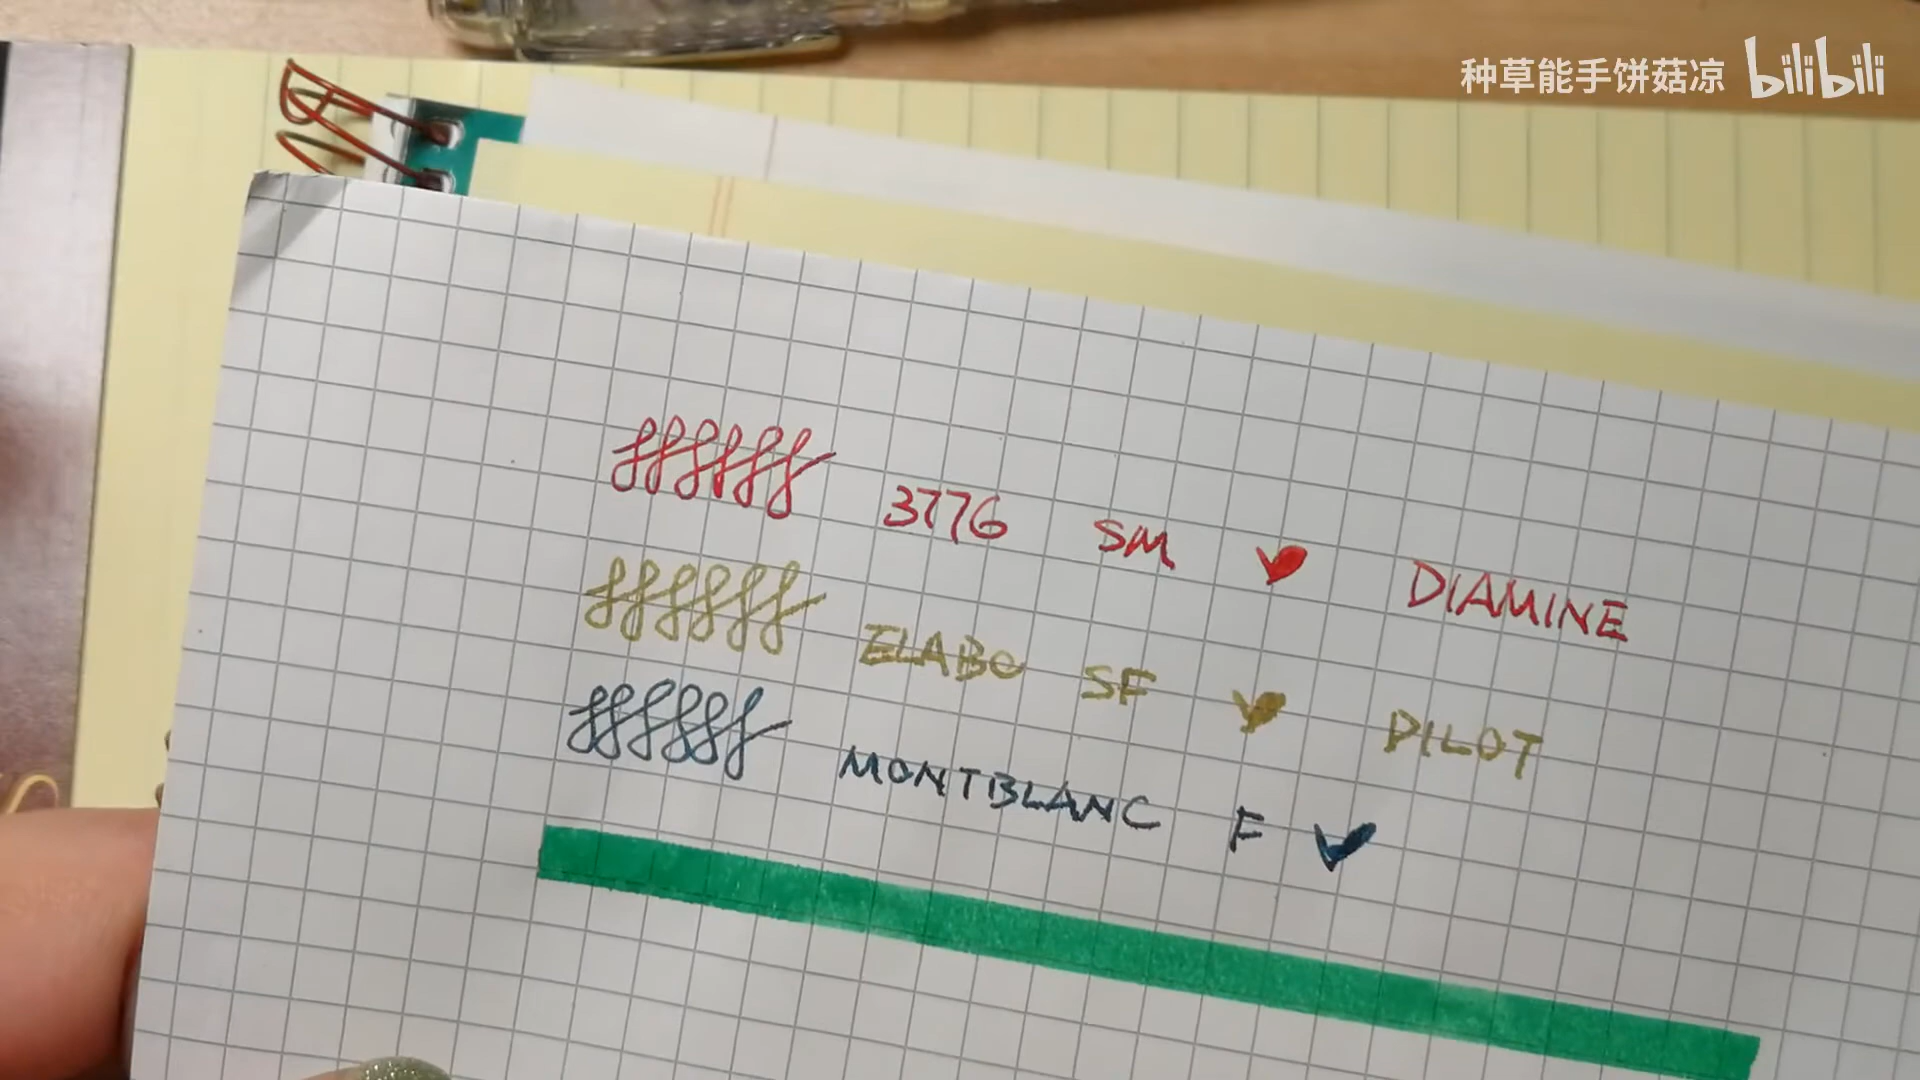 种草能手饼菇凉 bilibili
3776 SM DIAMINE
ELABO SF PILOT
MONTBLANC F